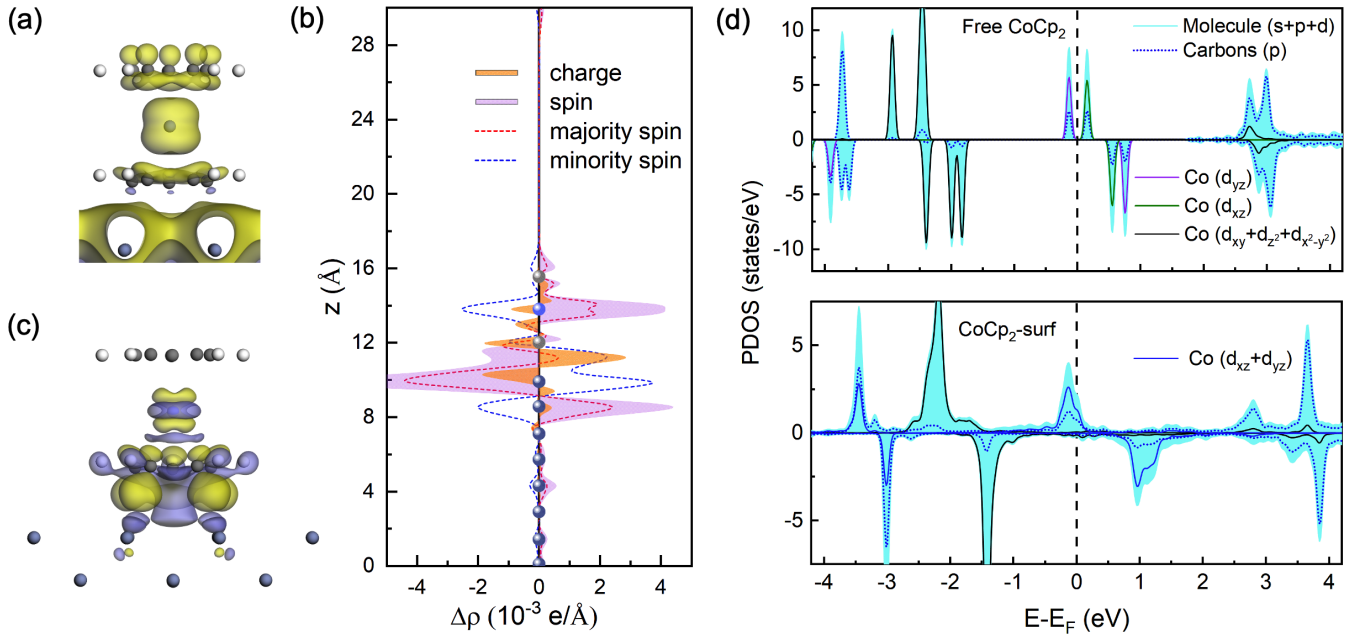 (a)
(b)
(c)
(d)
28
24
20
16
12
8
4
0
z (Å)
charge
spin
majority spin
minority spin
-4 -2 0 2 4
Δρ (10⁻³ e/Å)
PDOS (states/eV)
10
5
0
-5
-10
Free CoCp₂
Molecule (s+p+d)
Carbons (p)
Co (d_yz)
Co (d_xz)
Co (d_xy+d_z²+d_x²-y²)
5
0
-5
CoCp₂-surf
Co (d_xz+d_yz)
-4 -3 -2 -1 0 1 2 3 4
E-E_F (eV)